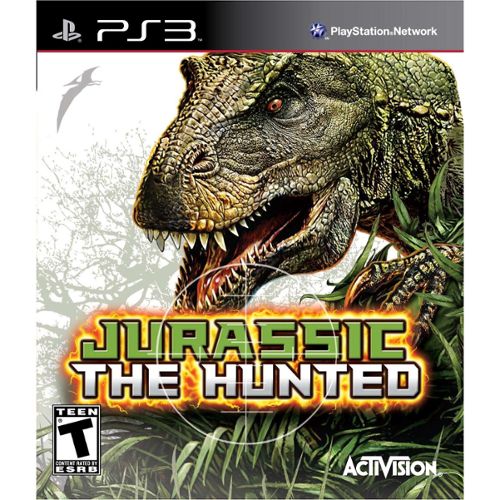 PS3
PlayStation Network
JURASSIC
THE HUNTED
TEEN
T
CONTENT RATED BY
ESRB
ACTIVISION